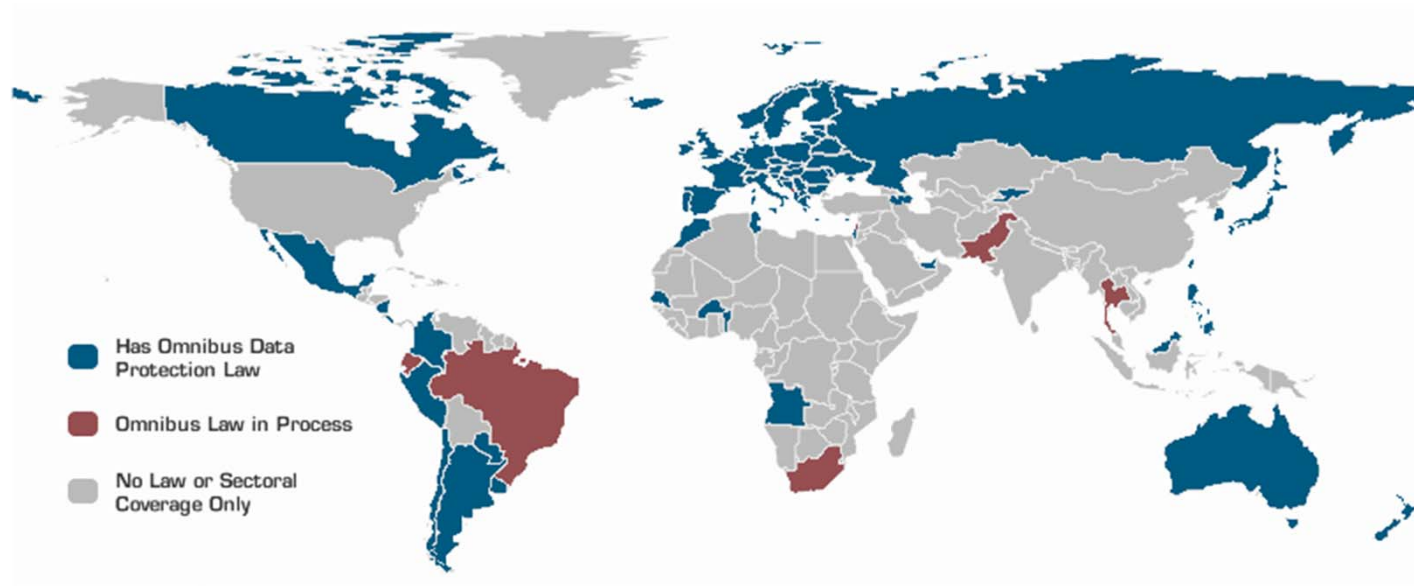 Has Omnibus Data
Protection Law
Omnibus Law in Process
No Law or Sectoral
Coverage Only